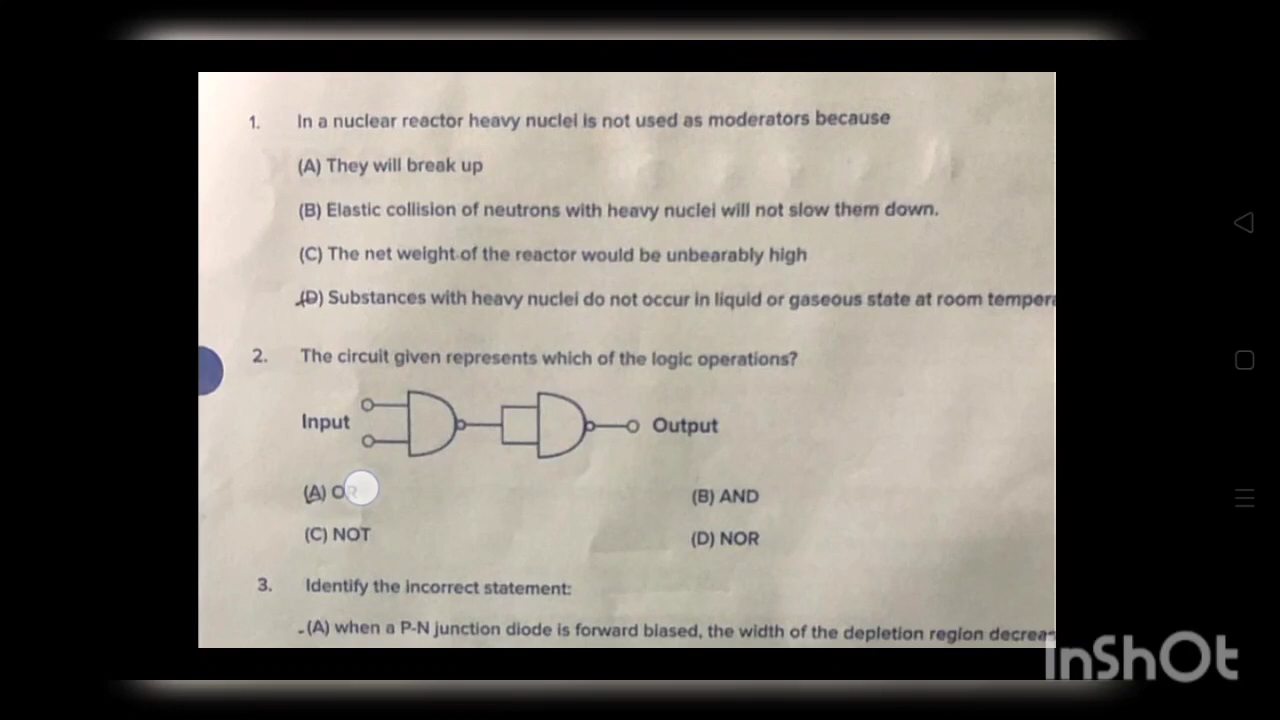 1. In a nuclear reactor heavy nuclei is not used as moderators because
(A) They will break up
(B) Elastic collision of neutrons with heavy nuclei will not slow them down.
(C) The net weight of the reactor would be unbearably high
(D) Substances with heavy nuclei do not occur in liquid or gaseous state at room
2. The circuit given represents which of the logic operations?
Input Output
(A) OR (B) AND
(C) NOT (D) NOR
3. Identify the incorrect statement:
(A) when a P-N junction diode is forward biased, the width of the depletion region
InShOt